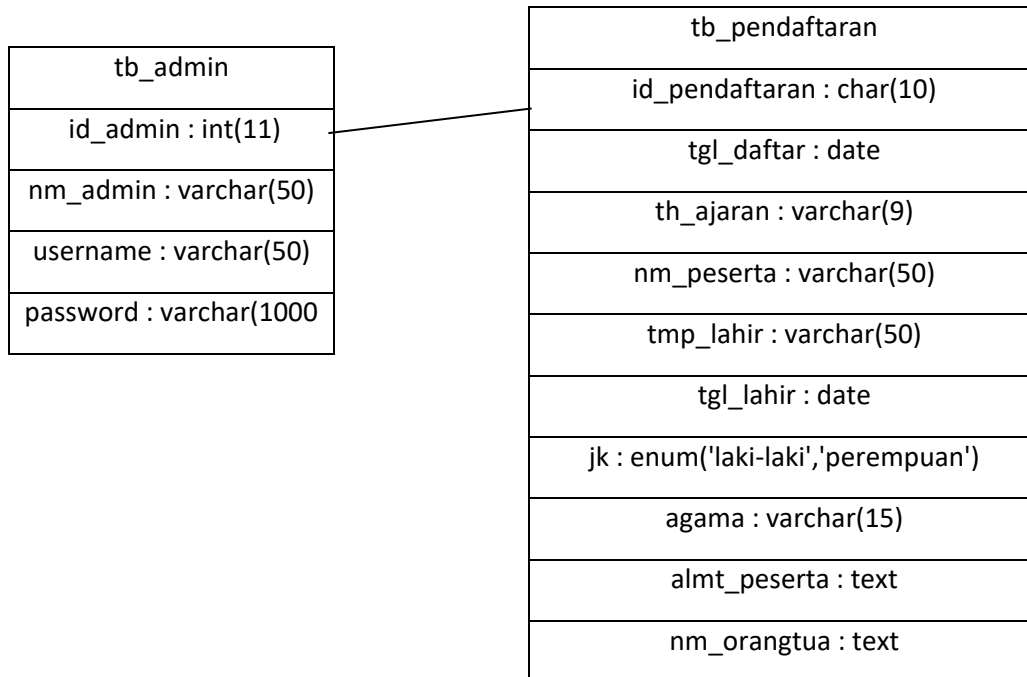 tb_admin
id_admin : int(11)
nm_admin : varchar(50)
username : varchar(50)
password : varchar(1000
tb_pendaftaran
id_pendaftaran : char(10)
tgl_daftar : date
th_ajaran : varchar(9)
nm_peserta : varchar(50)
tmp_lahir : varchar(50)
tgl_lahir : date
jk : enum('laki-laki','perempuan')
agama : varchar(15)
almt_peserta : text
nm_orangtua : text